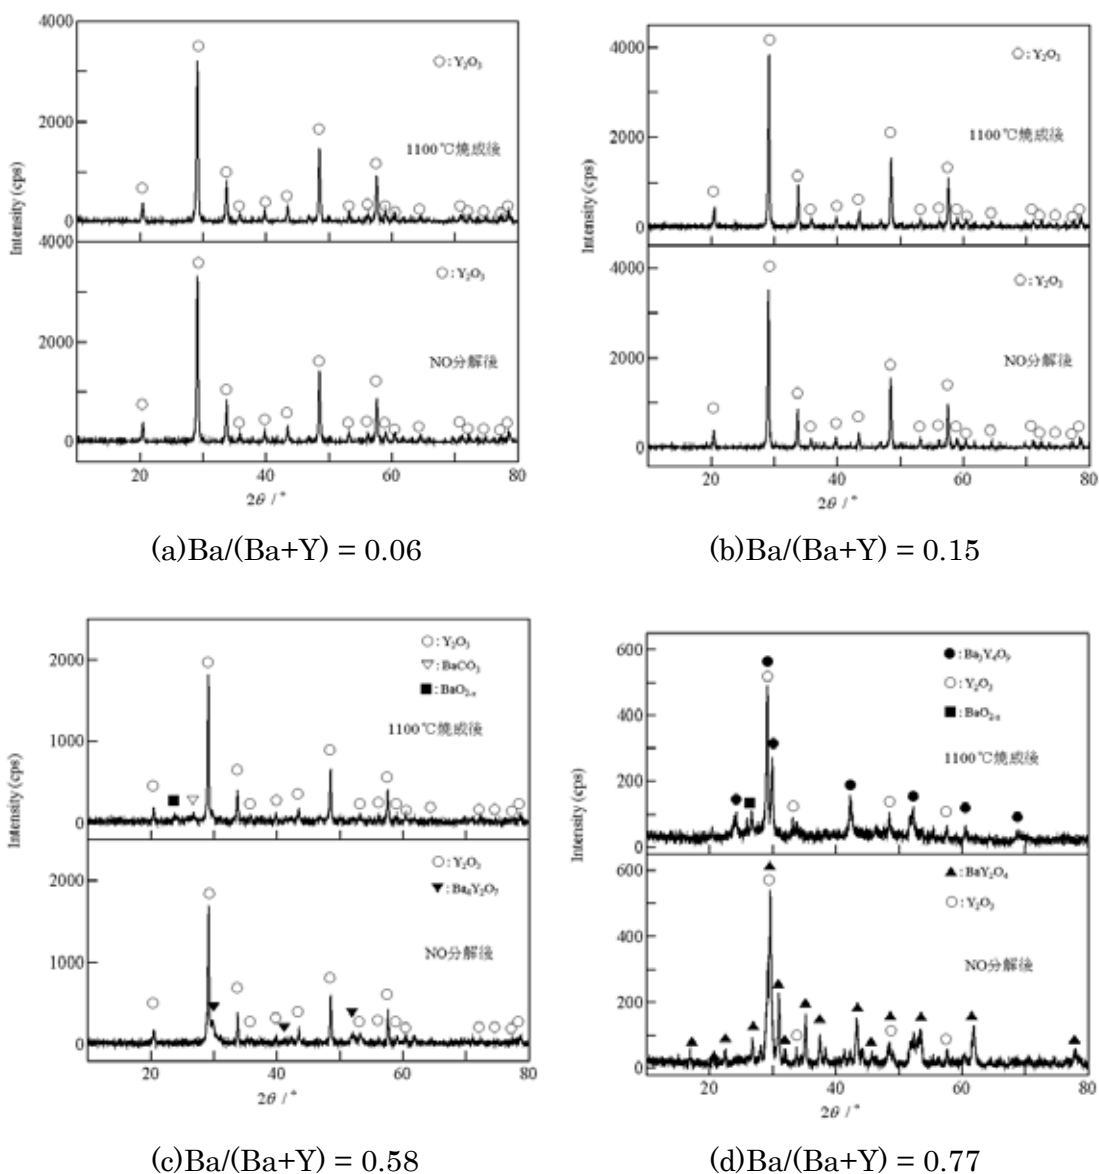 4000
2000
0
Intensity (cps)
○: Y₂O₃
1100℃焼成後
4000
2000
0
○: Y₂O₃
NO分解後
20
40
60
80
2θ / °
(a)Ba/(Ba+Y) = 0.06
4000
2000
0
Intensity (cps)
○: Y₂O₃
1100℃焼成後
4000
2000
0
○: Y₂O₃
NO分解後
20
40
60
80
2θ / °
(b)Ba/(Ba+Y) = 0.15
2000
1000
0
Intensity (cps)
○: Y₂O₃
▽: BaCO₃
■: BaO₂₋ₓ
1100℃焼成後
2000
1000
0
○: Y₂O₃
▼: Ba₄Y₂O₇
NO分解後
20
40
60
80
2θ / °
(c)Ba/(Ba+Y) = 0.58
600
400
200
0
Intensity (cps)
●: Ba₃Y₄O₉
○: Y₂O₃
■: BaO₂₋ₓ
1100℃焼成後
600
400
200
0
▲: BaY₂O₄
○: Y₂O₃
NO分解後
20
40
60
80
2θ / °
(d)Ba/(Ba+Y) = 0.77